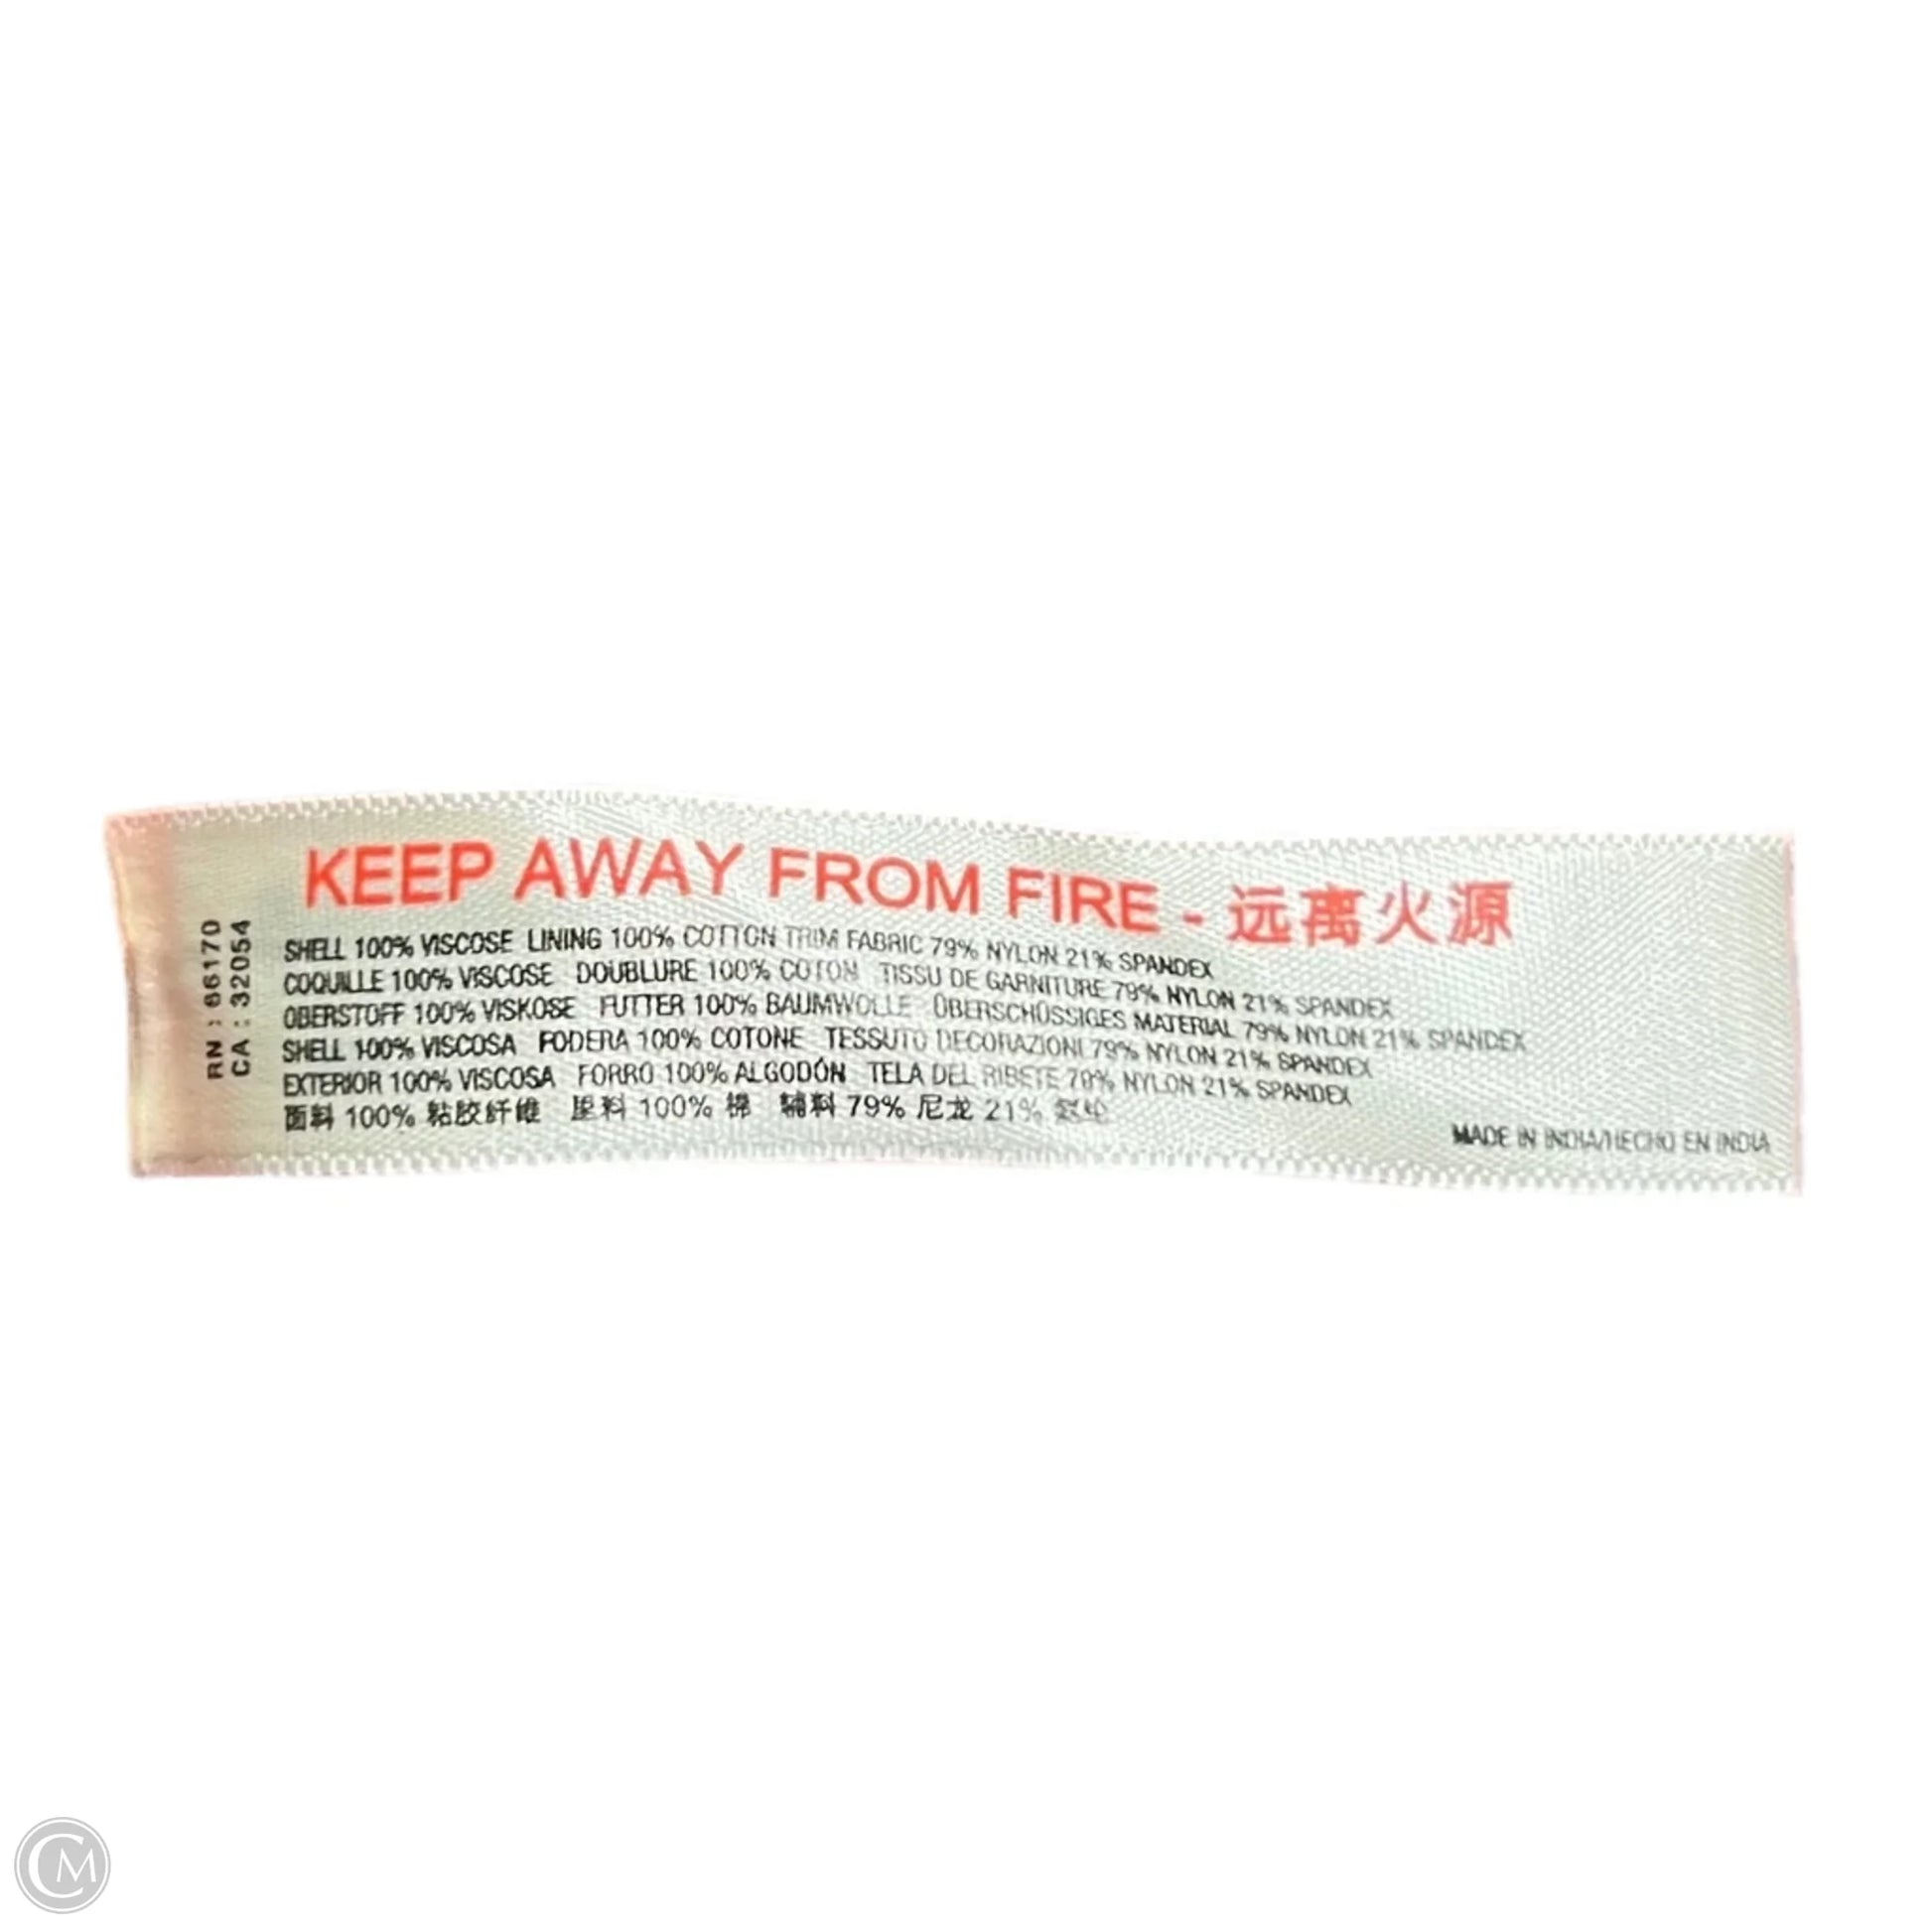 KEEP AWAY FROM FIRE - 远离火源
RN : 66170
CA : 32054
SHELL 100% VISCOSE LINING 100% COTTON TRIM FABRIC 79% NYLON 21% SPANDEX
COQUILLE 100% VISCOSE DOUBLURE 100% COTON TISSU DE GARNITURE 79% NYLON 21% SPANDEX
OBERSTOFF 100% VISKOSE FUTTER 100% BAUMWOLLE ÜBERSCHÜSSIGES MATERIAL 79% NYLON 21% SPANDEX
SHELL 100% VISCOSA FODERA 100% COTONE TESSUTO DECORAZIONI 79% NYLON 21% SPANDEX
EXTERIOR 100% VISCOSA FORRO 100% ALGODÓN TELA DEL RIBETE 79% NYLON 21% SPANDEX
面料 100% 粘胶纤维 里料 100% 棉 辅料 79% 尼龙 21%
MADE IN INDIA/HECHO EN INDIA
CM